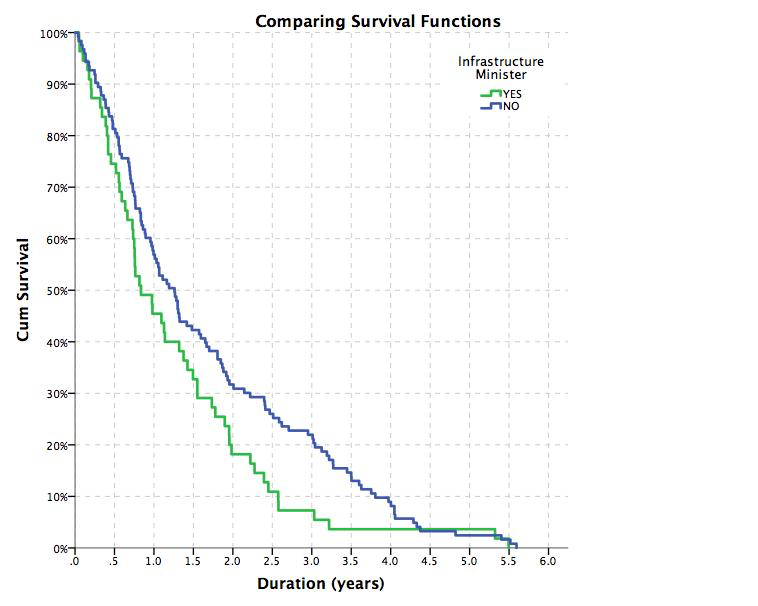 Comparing Survival Functions
Infrastructure
Minister
YES
NO
Cum Survival
100%
90%
80%
70%
60%
50%
40%
30%
20%
10%
0%
.0 .5 1.0 1.5 2.0 2.5 3.0 3.5 4.0 4.5 5.0 5.5 6.0
Duration (years)